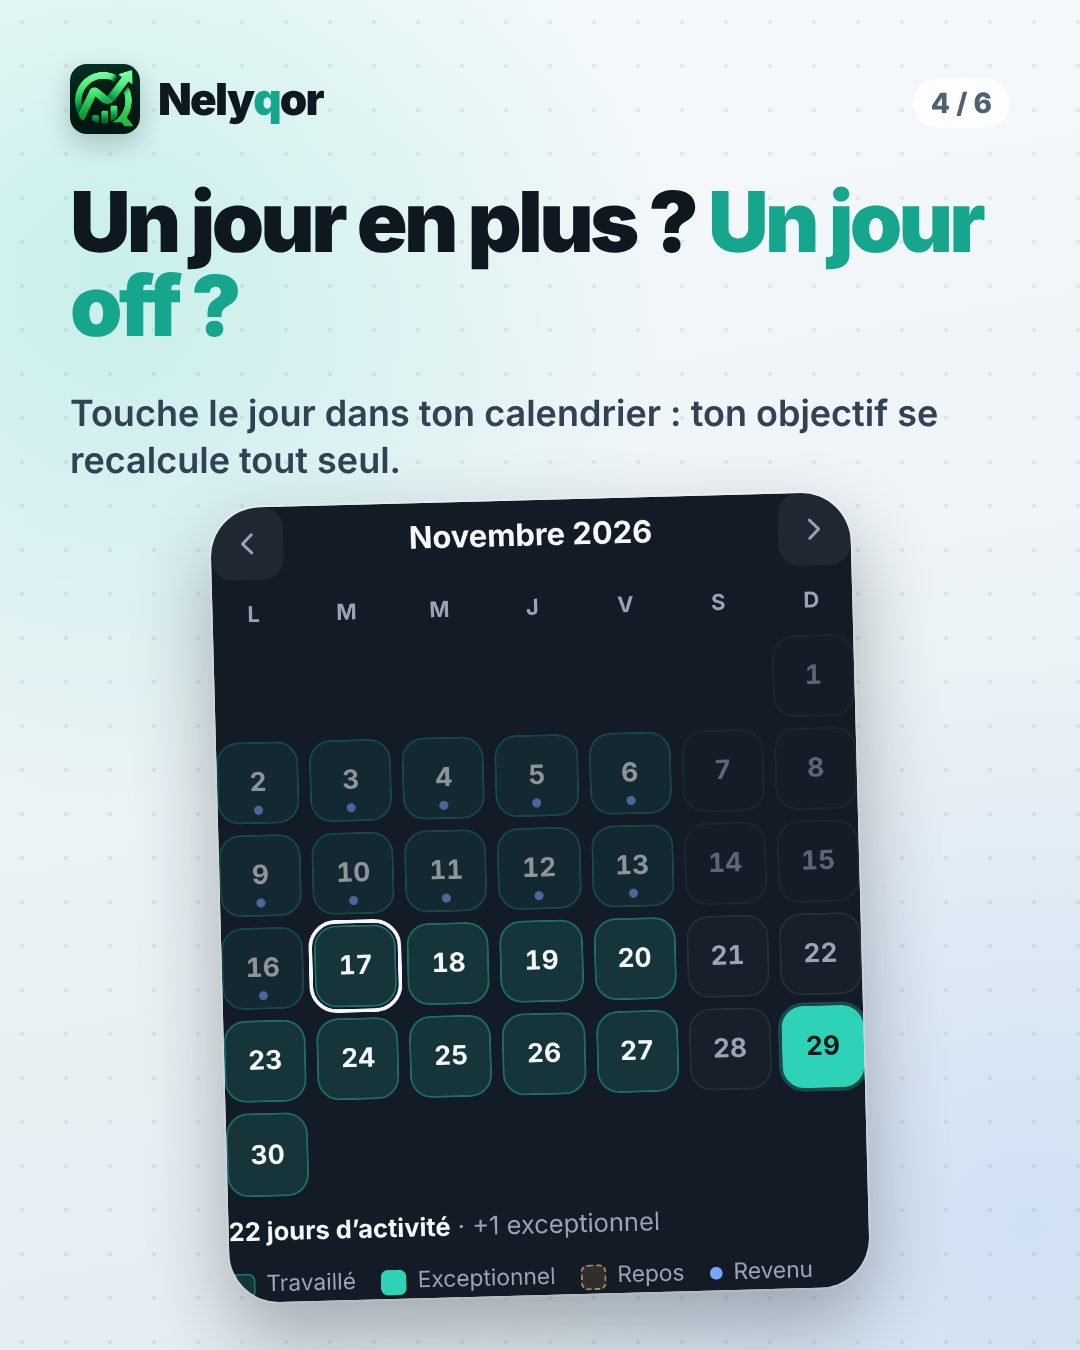 Nelyqor
4 / 6
Un jour en plus ? Un jour
off ?
Touche le jour dans ton calendrier : ton objectif se
recalcule tout seul.
Novembre 2026
L M M J V S D
1
2 3 4 5 6 7 8
9 10 11 12 13 14 15
16 17 18 19 20 21 22
23 24 25 26 27 28 29
30
22 jours d’activité · +1 exceptionnel
Travaillé Exceptionnel Repos Revenu